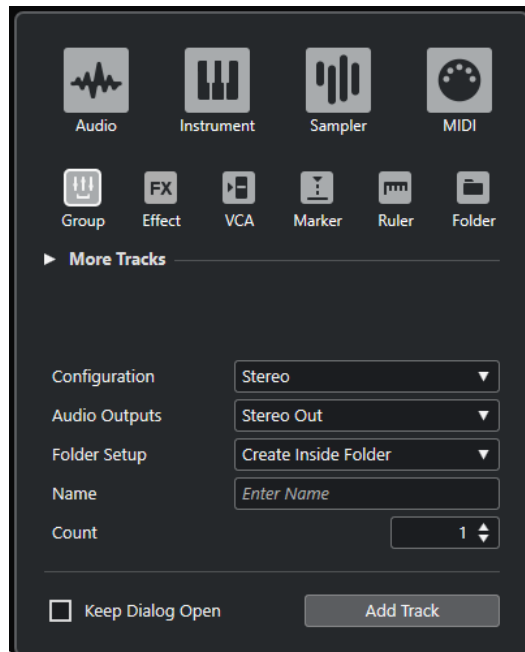 Audio Instrument Sampler MIDI
FX
Group Effect VCA Marker Ruler Folder
More Tracks
Configuration Stereo
Audio Outputs Stereo Out
Folder Setup Create Inside Folder
Name Enter Name
Count 1
Keep Dialog Open Add Track